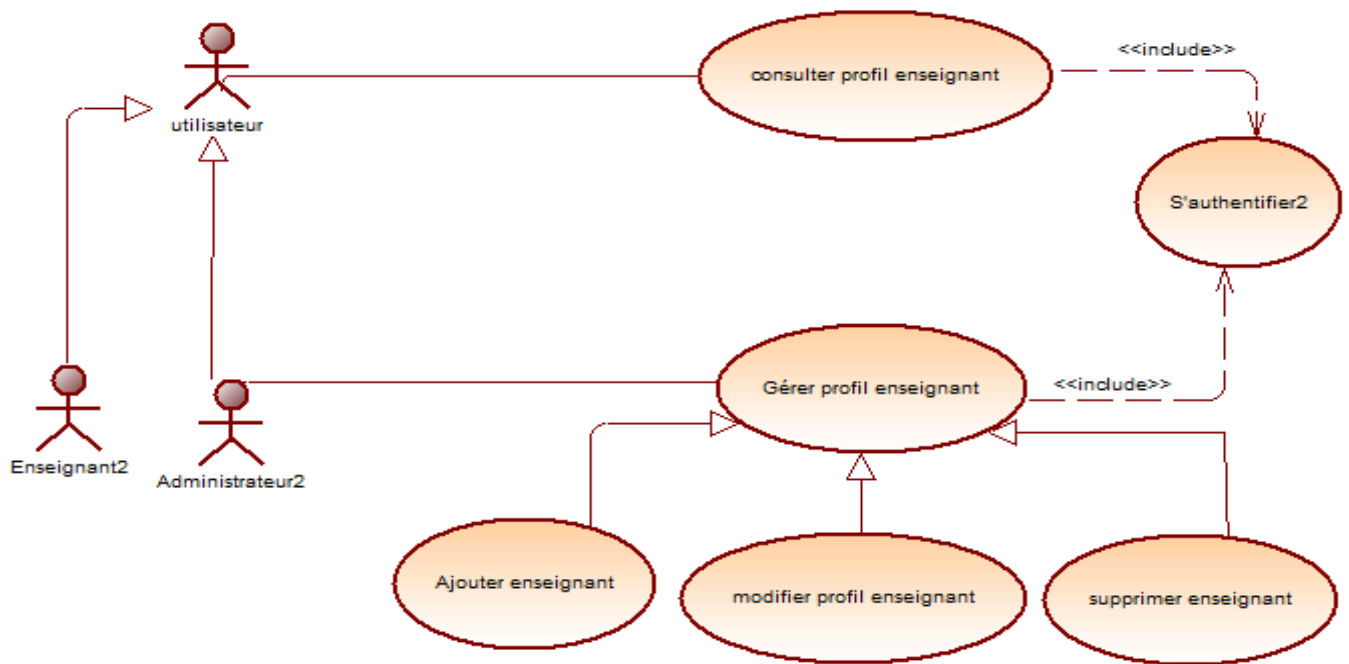 <<include>>
consulter profil enseignant
utilisateur
S'authentifier2
Gérer profil enseignant
<<include>>
Enseignant2
Administrateur2
Ajouter enseignant
modifier profil enseignant
supprimer enseignant